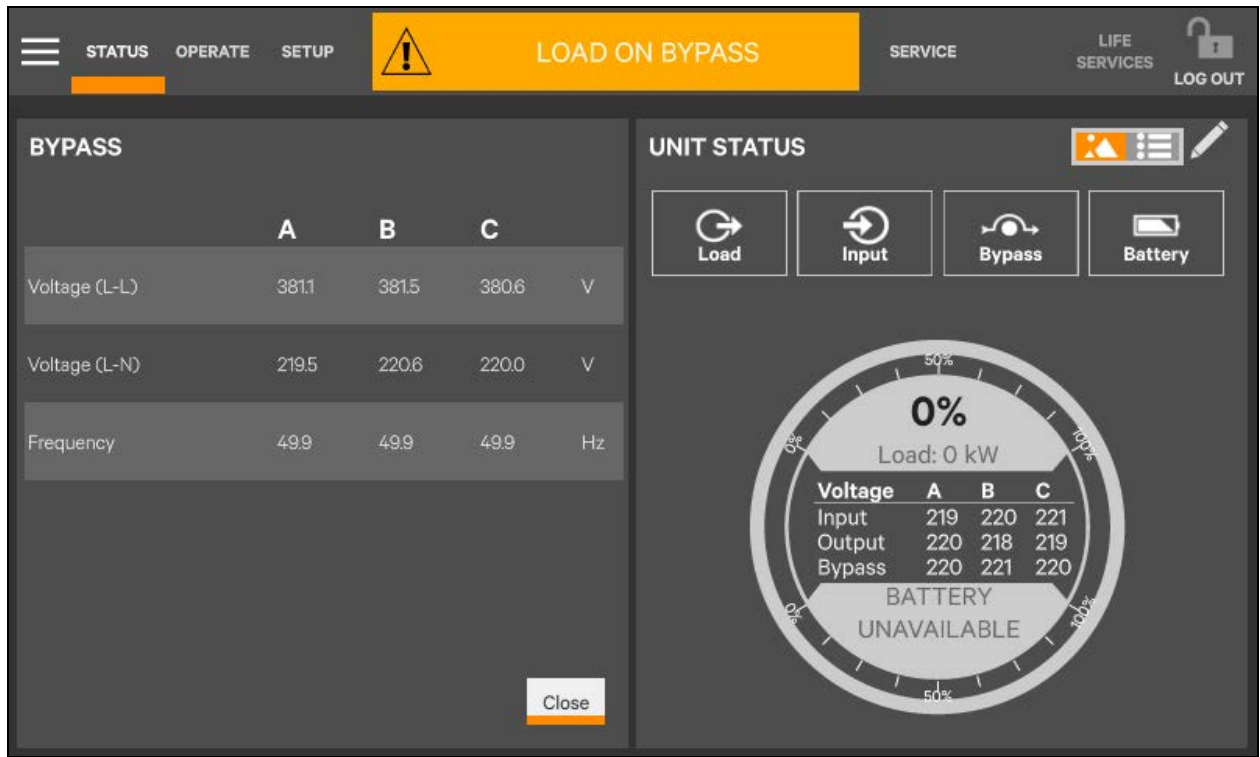 STATUS OPERATE SETUP LOAD ON BYPASS SERVICE LIFE SERVICES LOG OUT
BYPASS
A B C
Voltage (L-L) 381.1 381.5 380.6 V
Voltage (L-N) 219.5 220.6 220.0 V
Frequency 49.9 49.9 49.9 Hz
Close
UNIT STATUS
Load Input Bypass Battery
50%
0% 100%
0%
Load: 0 kW
Voltage A B C
Input 219 220 221
Output 220 218 219
Bypass 220 221 220
BATTERY
UNAVAILABLE
0% 100%
50%